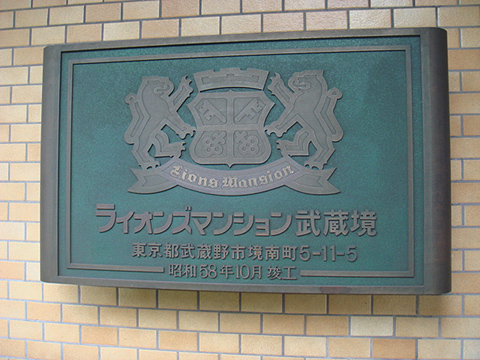 Lions Mansion
ライオンズマンション武蔵境
東京都武蔵野市境南町5-11-5
昭和58年10月竣工